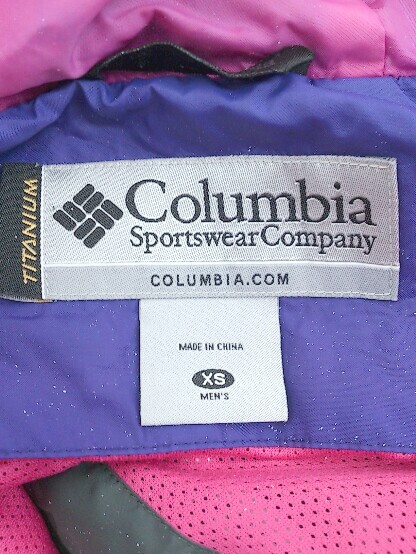 TITANIUM
Columbia
SportswearCompany
COLUMBIA.COM
MADE IN CHINA
XS
MEN'S